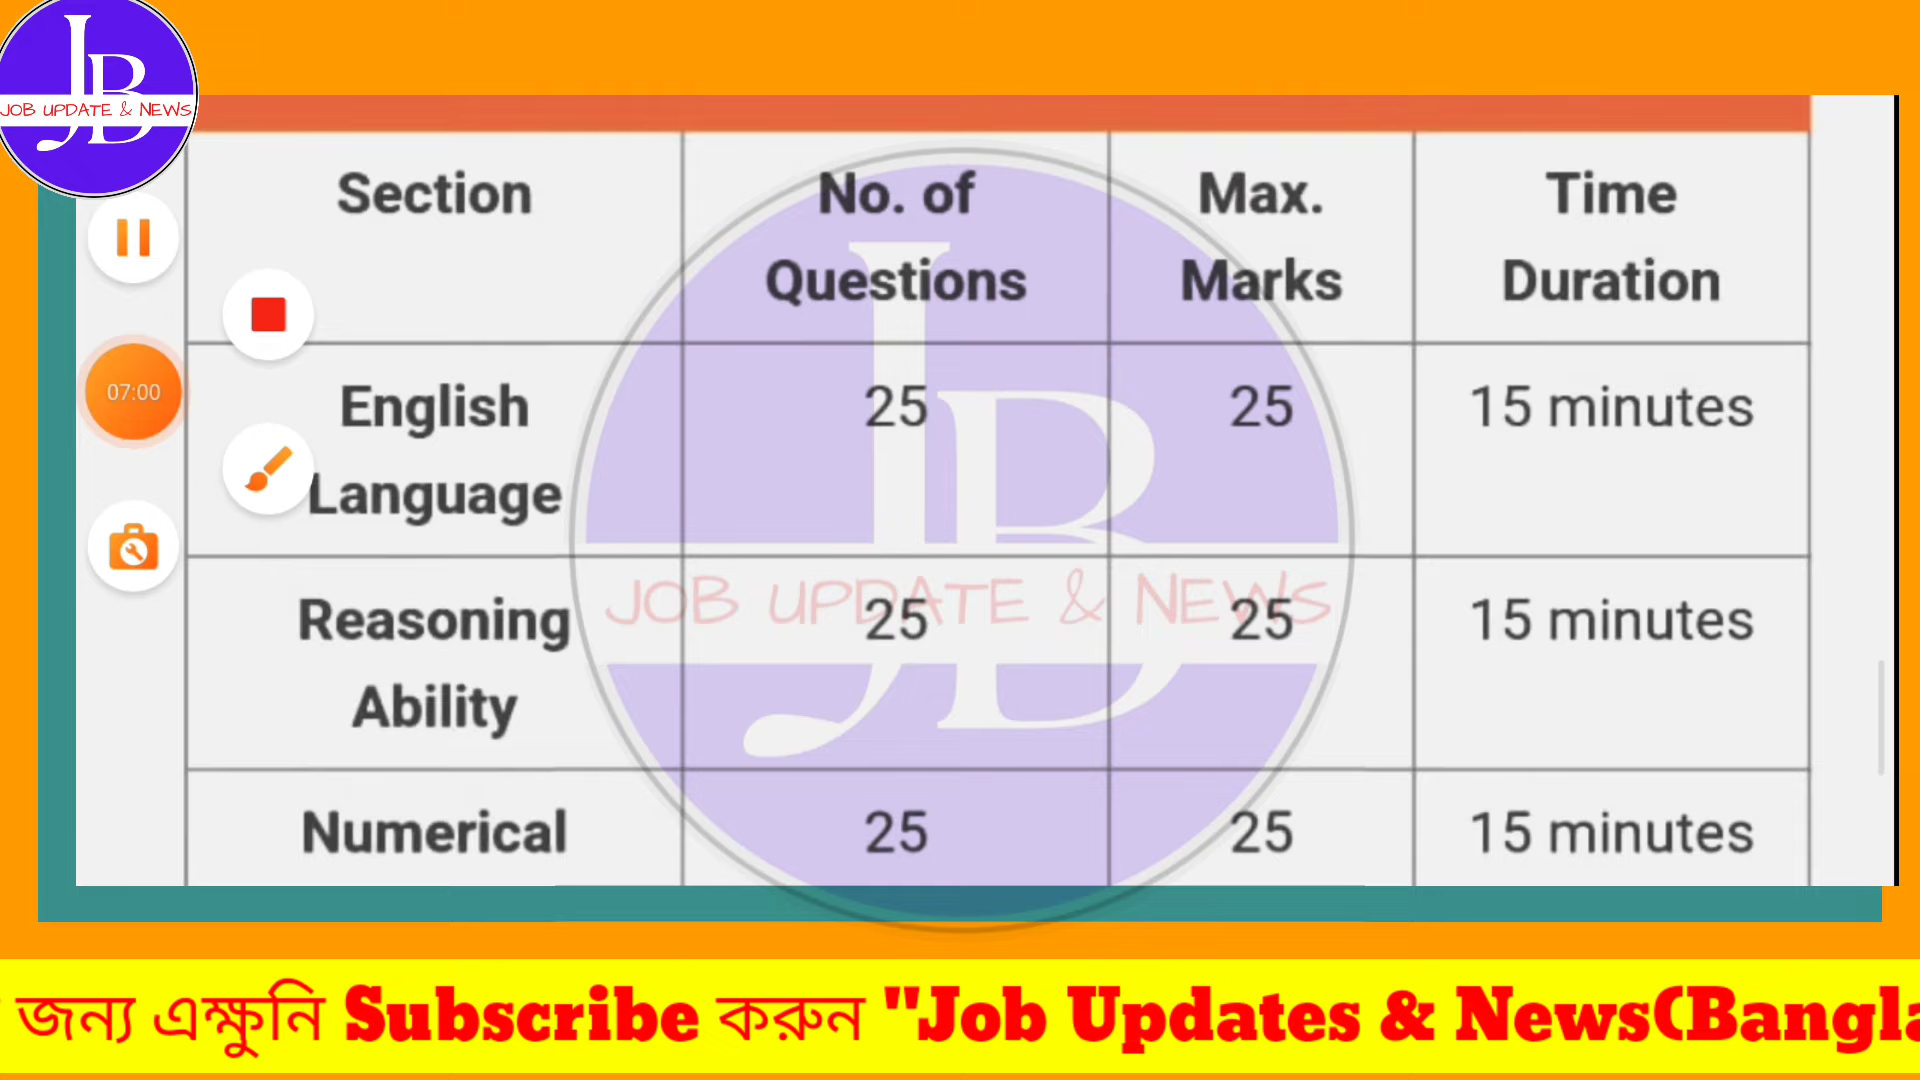 JB
JOB UPDATE & NEWS
Section
No. of
Questions
Max.
Marks
Time
Duration
07:00
English
Language
25
25
15 minutes
Reasoning
Ability
25
25
15 minutes
JB
JOB UPDATE & NEWS
Numerical
25
25
15 minutes
জন্য এক্ষুনি Subscribe করুন "Job Updates & News(Bangla